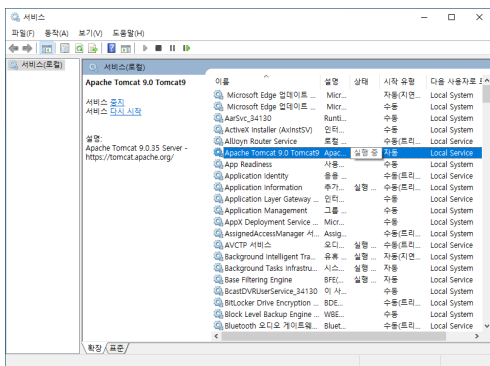 서비스
파일(F) 동작(A) 보기(V) 도움말(H)
서비스(로컬)
서비스(로컬)
Apache Tomcat 9.0 Tomcat9
서비스 중지
서비스 다시 시작
설명:
Apache Tomcat 9.0.35 Server -
https://tomcat.apache.org/
이름 설명 상태 시작 유형 다음 사용자로
Microsoft Edge 업데이트 ... Micr... 자동(지연... Local System
Microsoft Edge 업데이트 ... Micr... 수동 Local System
AarSvc_34130 Runti... 수동 Local System
ActiveX Installer (AxInstSV) 인터... 수동 Local System
AllJoyn Router Service 로컬 ... 수동(트리... Local Service
Apache Tomcat 9.0 Tomcat9 Apac... 실행 중 자동 Local Service
App Readiness 사용... 수동 Local System
Application Identity 응용 ... 수동(트리... Local Service
Application Information 추가... 실행 ... 수동(트리... Local System
Application Layer Gateway ... 인터... 수동 Local Service
Application Management 그룹 ... 수동 Local System
AppX Deployment Service ... Micr... 수동 Local System
AssignedAccessManager 서... Assig... 수동(트리... Local System
AVCTP 서비스 오디... 실행 ... 수동(트리... Local Service
Background Intelligent Tra... 유휴 ... 실행 ... 자동(지연... Local System
Background Tasks Infrastru... 시스... 실행 ... 자동 Local System
Base Filtering Engine BFE(... 실행 ... 자동 Local Service
BcastDVRUserService_34130 이 사... 수동 Local System
BitLocker Drive Encryption ... BDE... 수동(트리... Local System
Block Level Backup Engine ... WBE... 수동 Local System
Bluetooth 오디오 게이트웨... Bluet... 수동(트리... Local Service
확장 표준